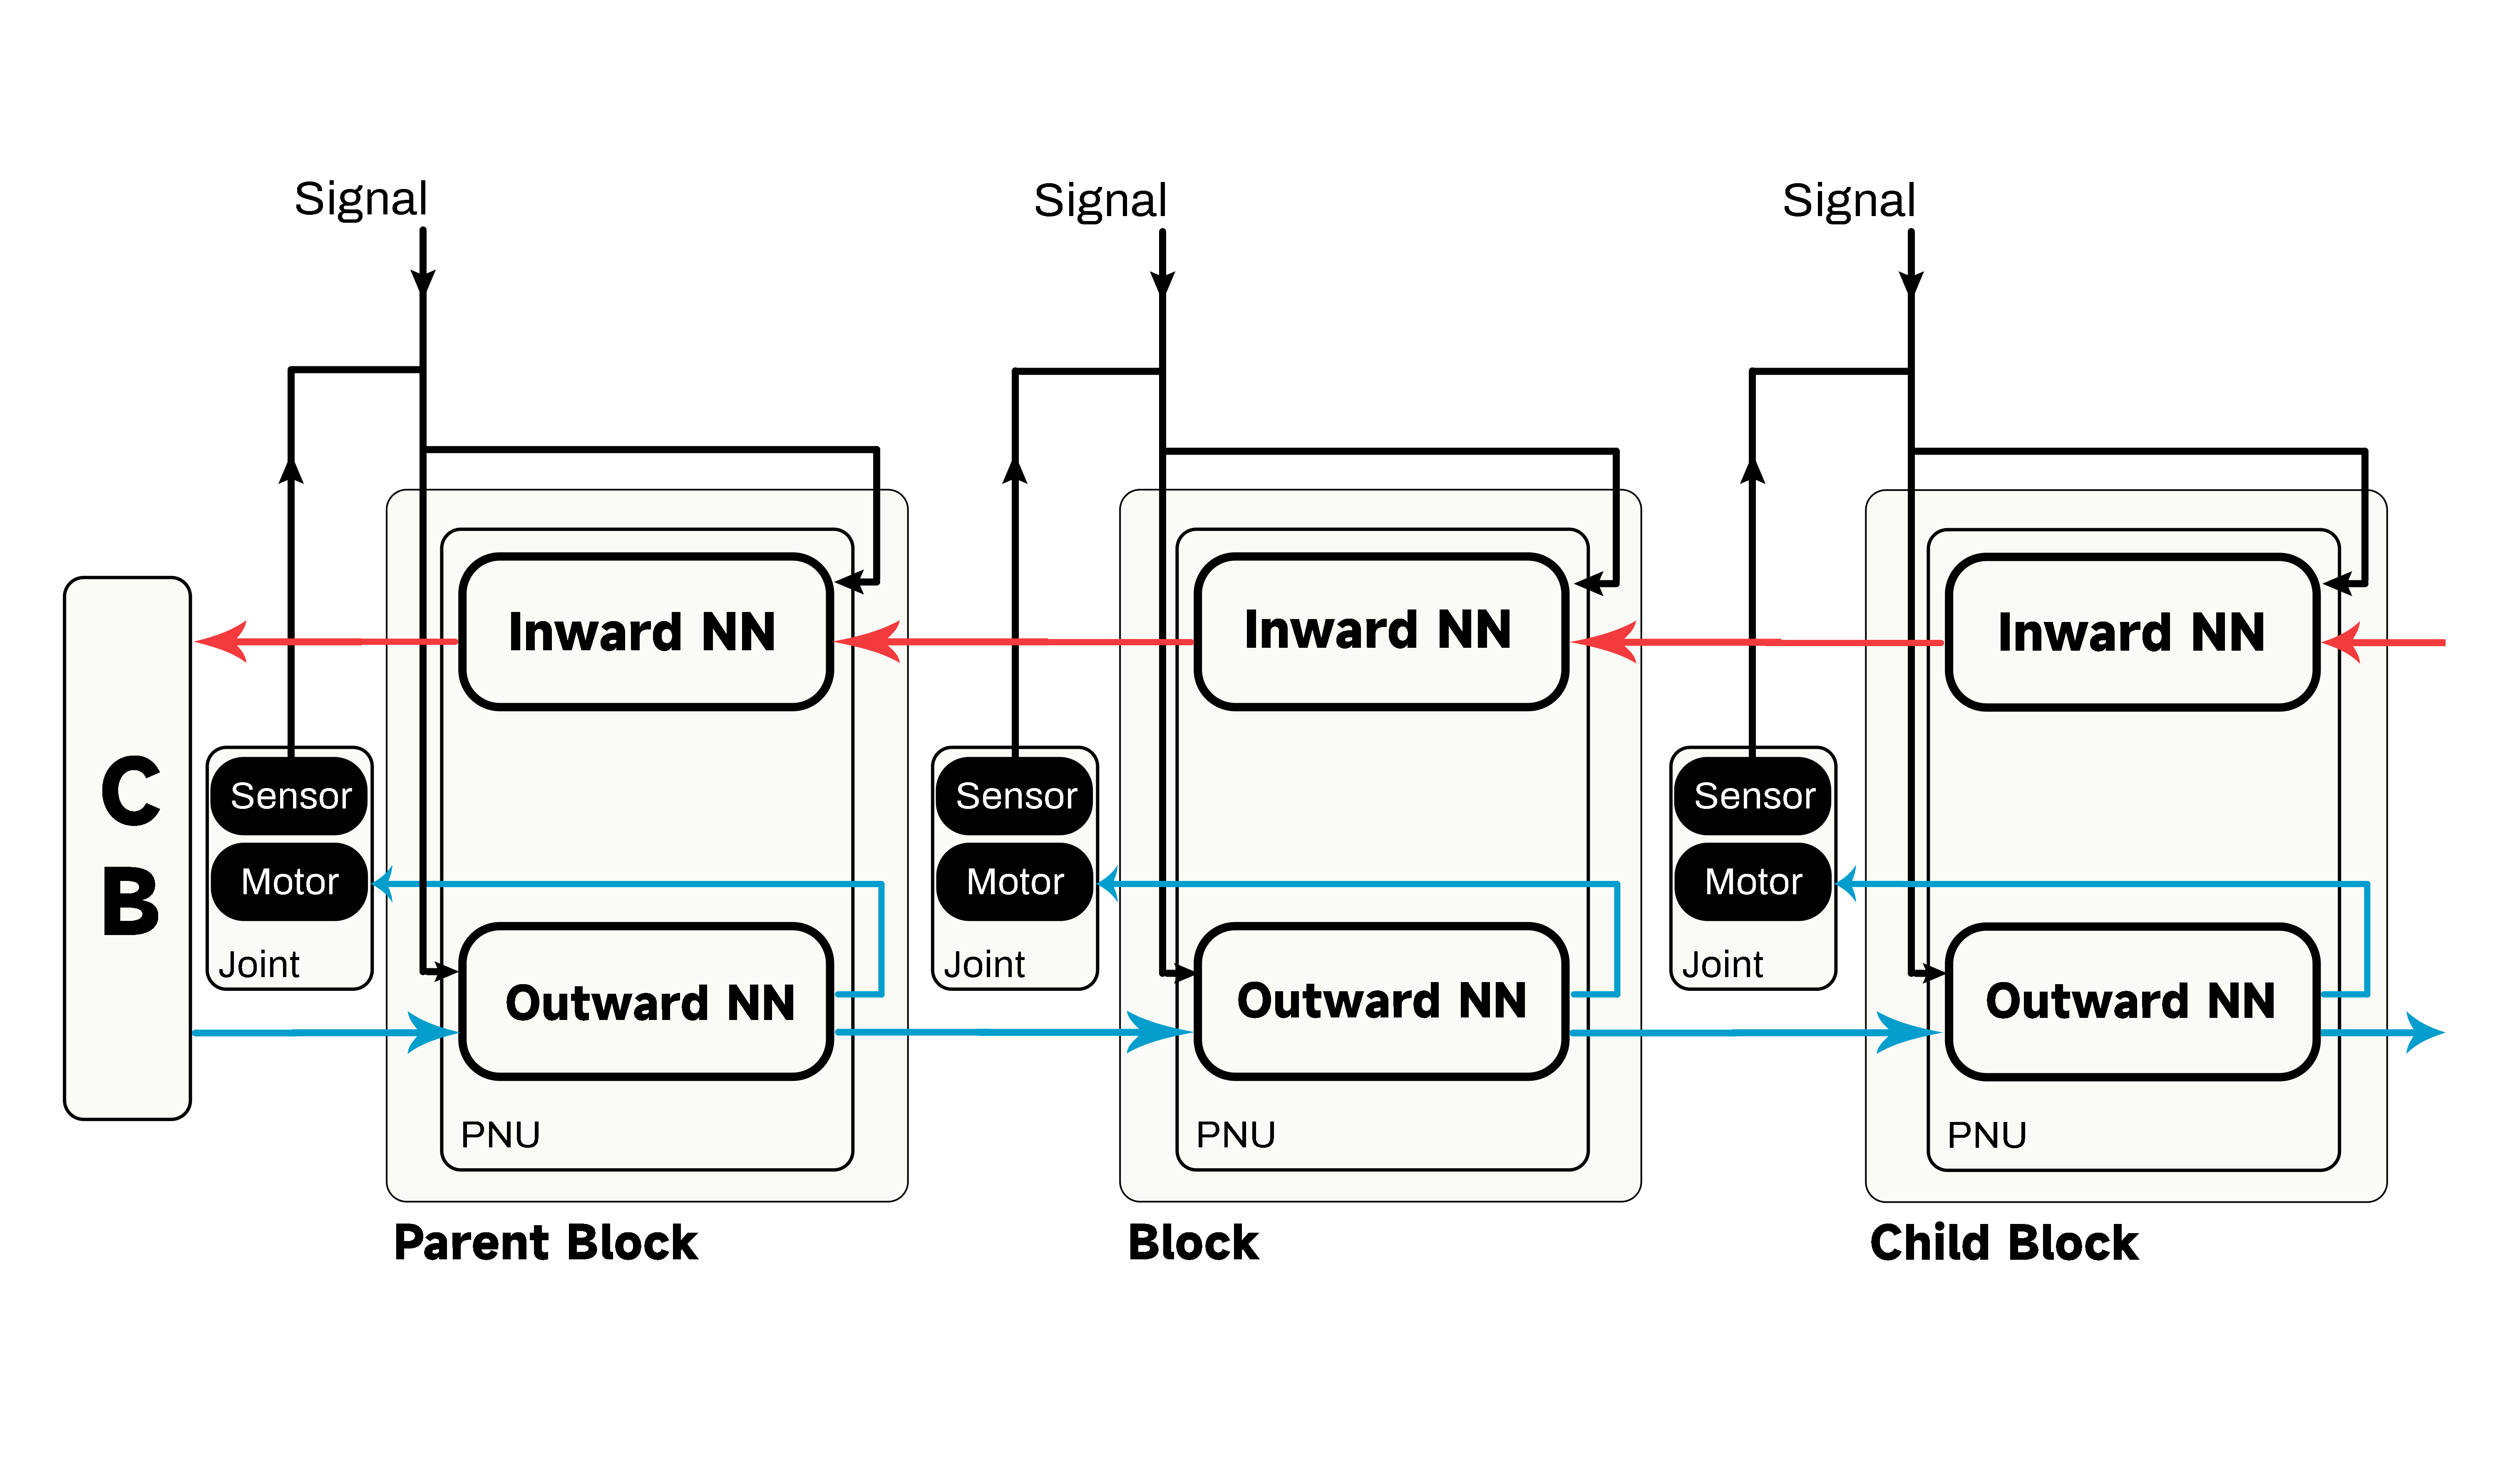 Signal
Signal
Signal
Inward NN
Inward NN
Inward NN
C
B
Sensor
Motor
Joint
Sensor
Motor
Joint
Sensor
Motor
Joint
Outward NN
Outward NN
Outward NN
PNU
PNU
PNU
Parent Block
Block
Child Block